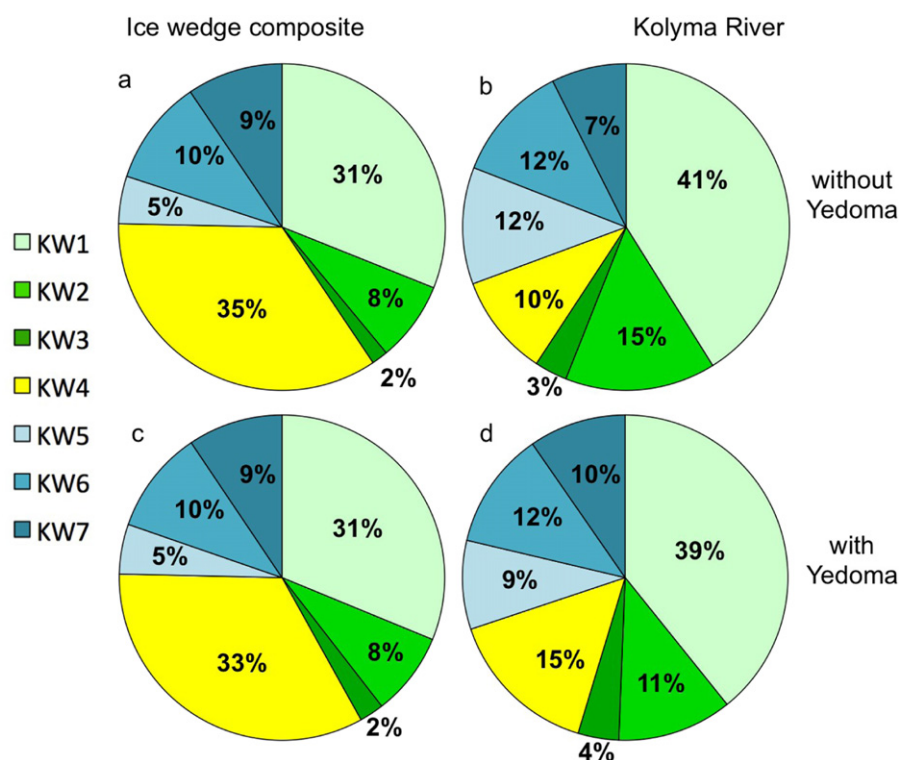 Ice wedge composite
Kolyma River
a
9%
31%
10%
5%
35%
8%
2%
b
7%
41%
12%
12%
10%
15%
3%
without
Yedoma
KW1
KW2
KW3
KW4
KW5
KW6
KW7
c
9%
31%
10%
5%
33%
8%
2%
d
10%
39%
12%
9%
15%
11%
4%
with
Yedoma